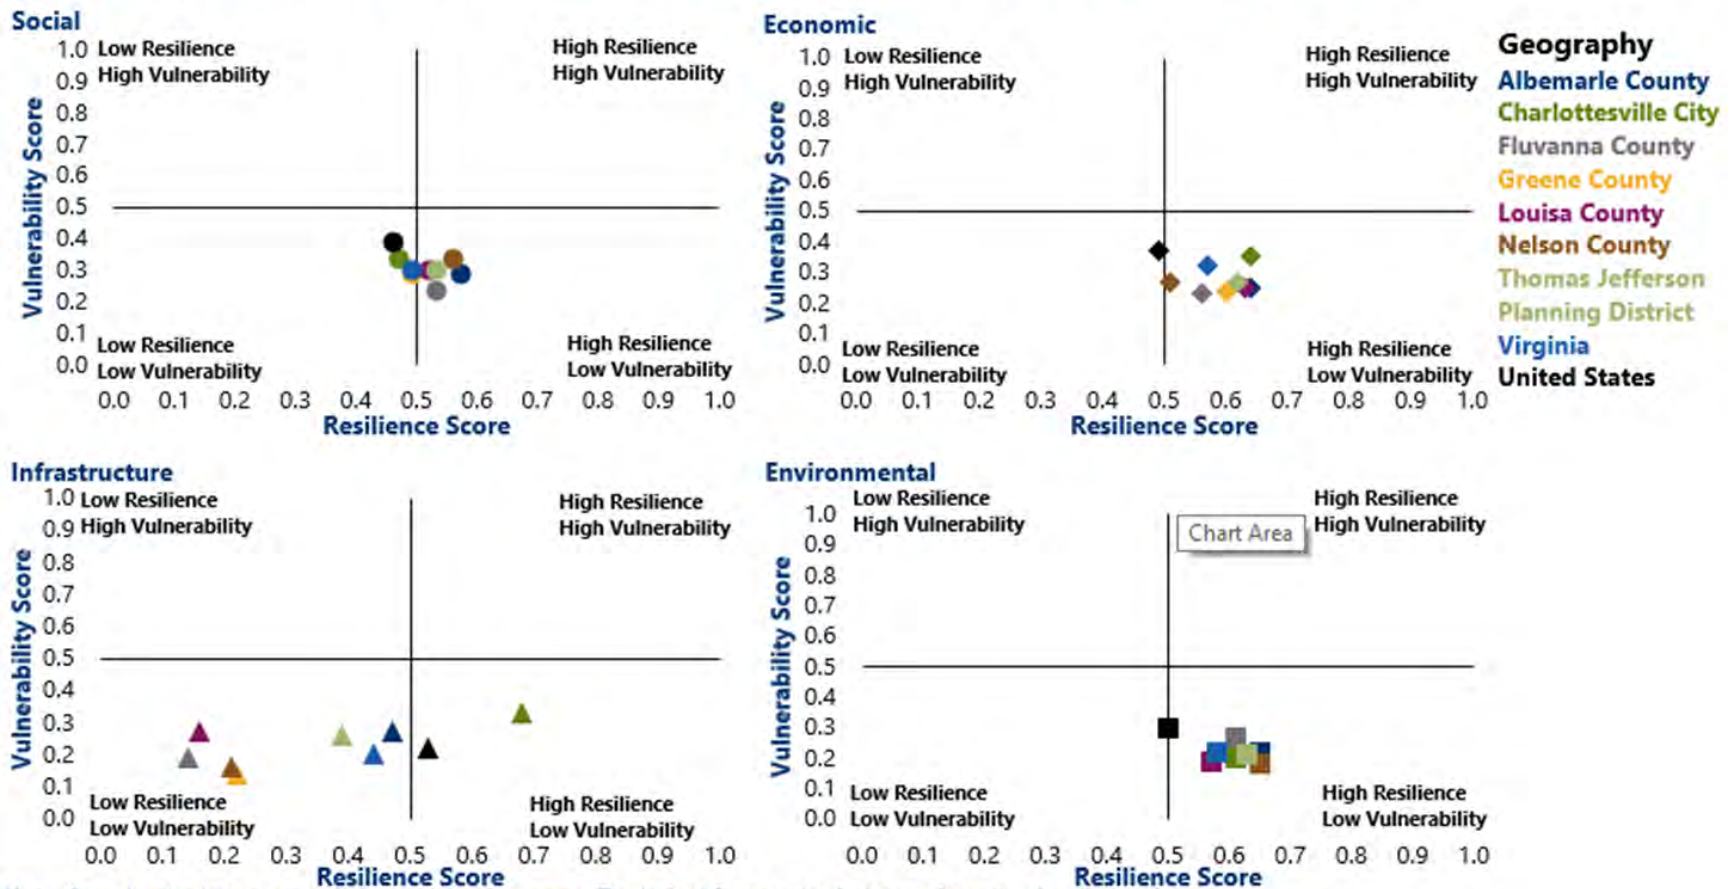 Social
1.0
0.9
0.8
0.7
0.6
0.5
0.4
0.3
0.2
0.1
0.0
Vulnerability Score
Low Resilience
High Vulnerability
High Resilience
High Vulnerability
Low Resilience
Low Vulnerability
High Resilience
Low Vulnerability
0.0 0.1 0.2 0.3 0.4 0.5 0.6 0.7 0.8 0.9 1.0
Resilience Score
Economic
1.0
0.9
0.8
0.7
0.6
0.5
0.4
0.3
0.2
0.1
0.0
Vulnerability Score
Low Resilience
High Vulnerability
High Resilience
High Vulnerability
Low Resilience
Low Vulnerability
High Resilience
Low Vulnerability
0.0 0.1 0.2 0.3 0.4 0.5 0.6 0.7 0.8 0.9 1.0
Resilience Score
Geography
Albemarle County
Charlottesville City
Fluvanna County
Greene County
Louisa County
Nelson County
Thomas Jefferson
Planning District
Virginia
United States
Infrastructure
1.0
0.9
0.8
0.7
0.6
0.5
0.4
0.3
0.2
0.1
0.0
Vulnerability Score
Low Resilience
High Vulnerability
High Resilience
High Vulnerability
Low Resilience
Low Vulnerability
High Resilience
Low Vulnerability
0.0 0.1 0.2 0.3 0.4 0.5 0.6 0.7 0.8 0.9 1.0
Resilience Score
Environmental
1.0
0.9
0.8
0.7
0.6
0.5
0.4
0.3
0.2
0.1
0.0
Vulnerability Score
Low Resilience
High Vulnerability
High Resilience
High Vulnerability
Chart Area
Low Resilience
Low Vulnerability
High Resilience
Low Vulnerability
0.0 0.1 0.2 0.3 0.4 0.5 0.6 0.7 0.8 0.9 1.0
Resilience Score